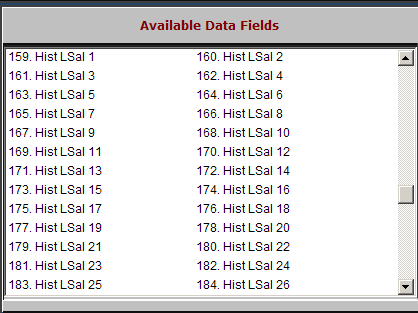 Available Data Fields
159. Hist LSal 1 160. Hist LSal 2
161. Hist LSal 3 162. Hist LSal 4
163. Hist LSal 5 164. Hist LSal 6
165. Hist LSal 7 166. Hist LSal 8
167. Hist LSal 9 168. Hist LSal 10
169. Hist LSal 11 170. Hist LSal 12
171. Hist LSal 13 172. Hist LSal 14
173. Hist LSal 15 174. Hist LSal 16
175. Hist LSal 17 176. Hist LSal 18
177. Hist LSal 19 178. Hist LSal 20
179. Hist LSal 21 180. Hist LSal 22
181. Hist LSal 23 182. Hist LSal 24
183. Hist LSal 25 184. Hist LSal 26